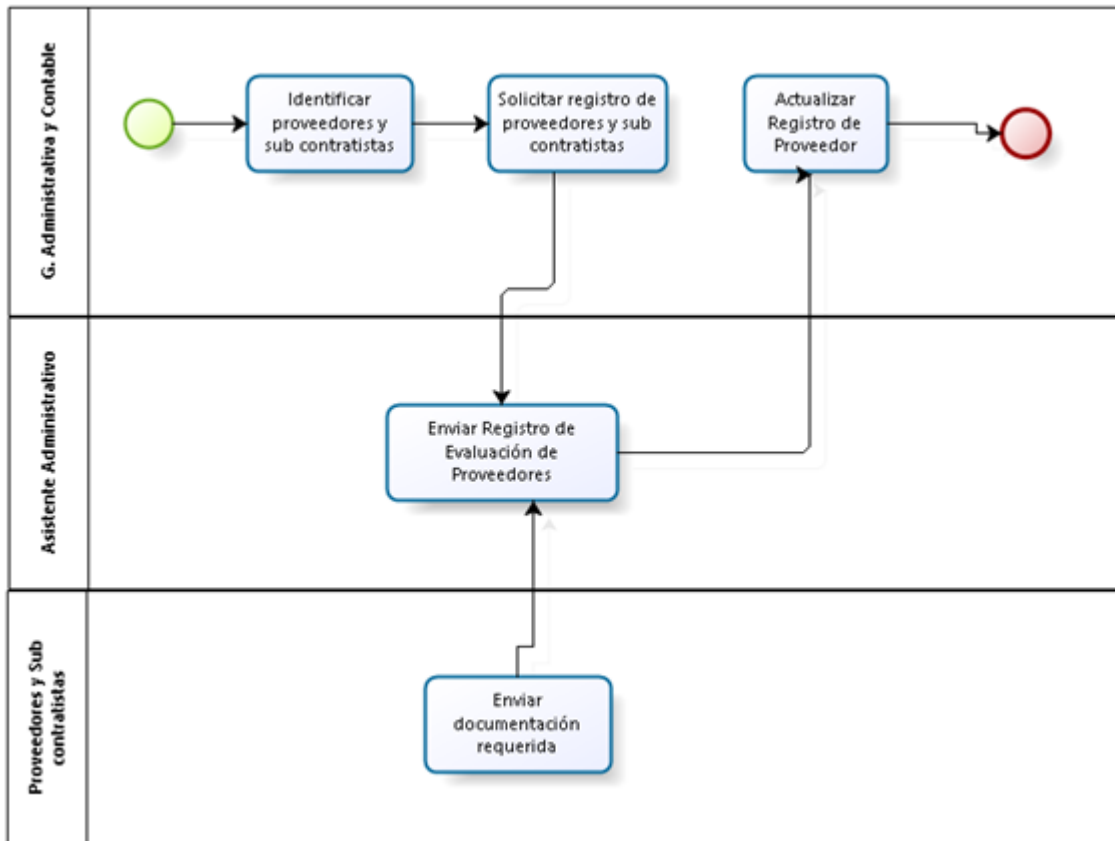 G. Administrativa y Contable
Identificar
proveedores y
sub contratistas
Solicitar registro de
proveedores y sub
contratistas
Actualizar
Registro de
Proveedor
Asistente Administrativo
Enviar Registro de
Evaluación de
Proveedores
Proveedores y Sub
contratistas
Enviar
documentación
requerida